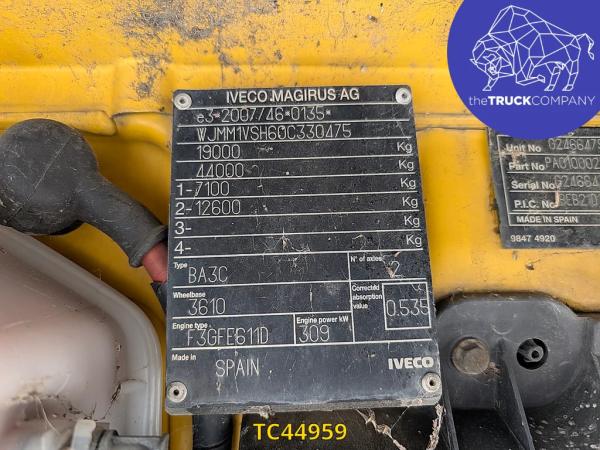 IVECO MAGIRUS AG
e3*2007/46*0135*
WJMM1VSH60C330475
19000 Kg
44000 Kg
1- 7100 Kg
2- 12600 Kg
3- Kg
4- Kg
Type BA3C
N° of axles 2
Wheelbase 3610
Corrected absorption value 0.535
Engine type F3GFE611D
Engine power kW 309
Made in SPAIN
IVECO
theTRUCKCOMPANY
Unit No
Part No
Serial No
P.I.C. No
MADE IN SPAIN
9847 4920
TC44959